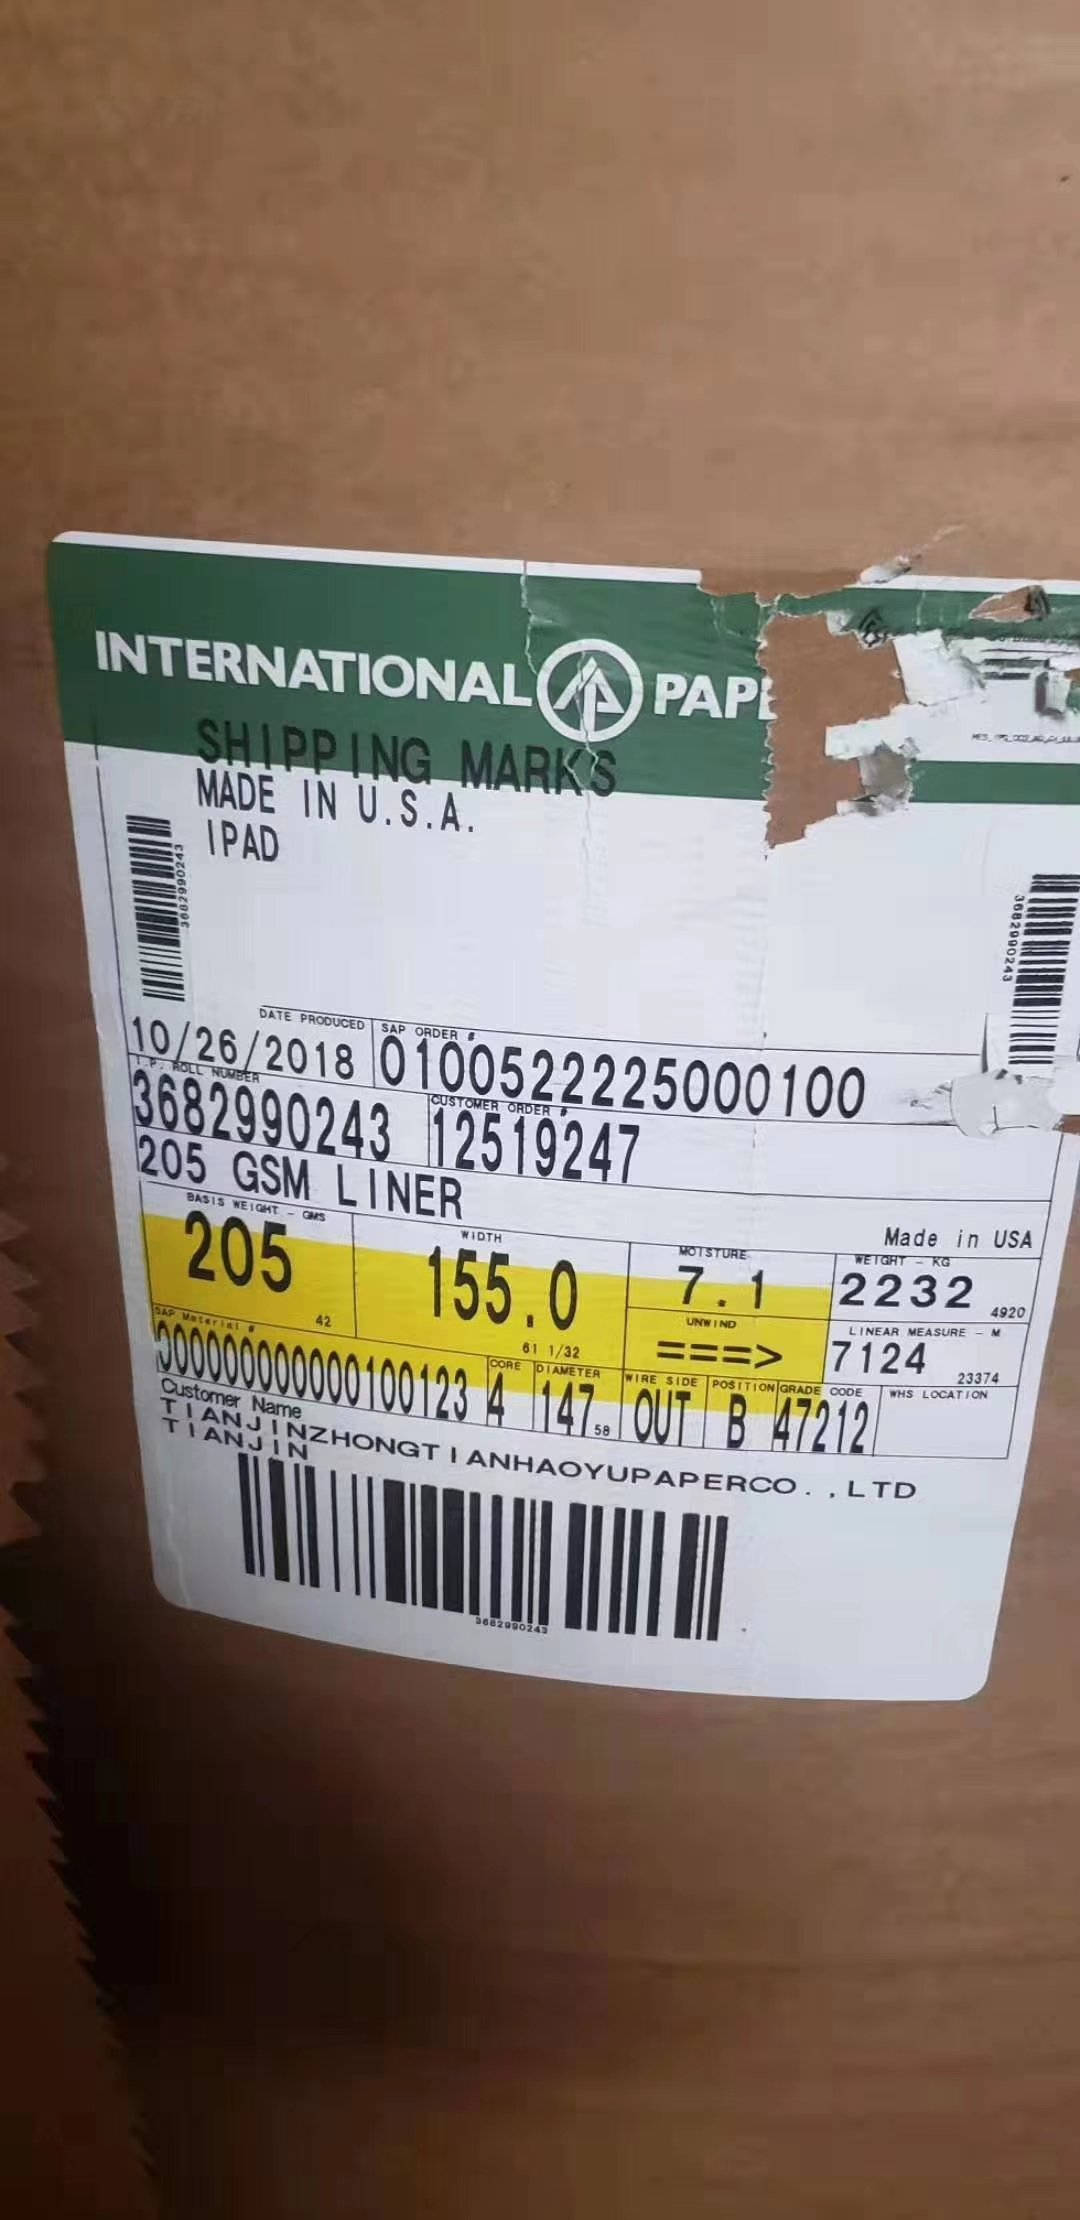 INTERNATIONAL PAP
SHIPPING MARKS
MADE IN U.S.A.
IPAD
3682990243
3682990243
DATE PRODUCED SAP ORDER #
10/26/2018 0100522225000100
I.P. ROLL NUMBER CUSTOMER ORDER #
3682990243 12519247
205 GSM LINER
Made in USA
BASIS WEIGHT - GMS WIDTH MOISTURE WEIGHT - KG
205 155.0 7.1 2232
42 61 1/32 4920
UNWIND LINEAR MEASURE - M
===> 7124
23374
SAP Material # CORE DIAMETER WIRE SIDE POSITION GRADE CODE WHS LOCATION
000000000000100123 4 147 58 OUT B 47212
Customer Name
TIANJINZHONGTIANHAOYUPAPERCO.,LTD
TIANJIN
3682990243